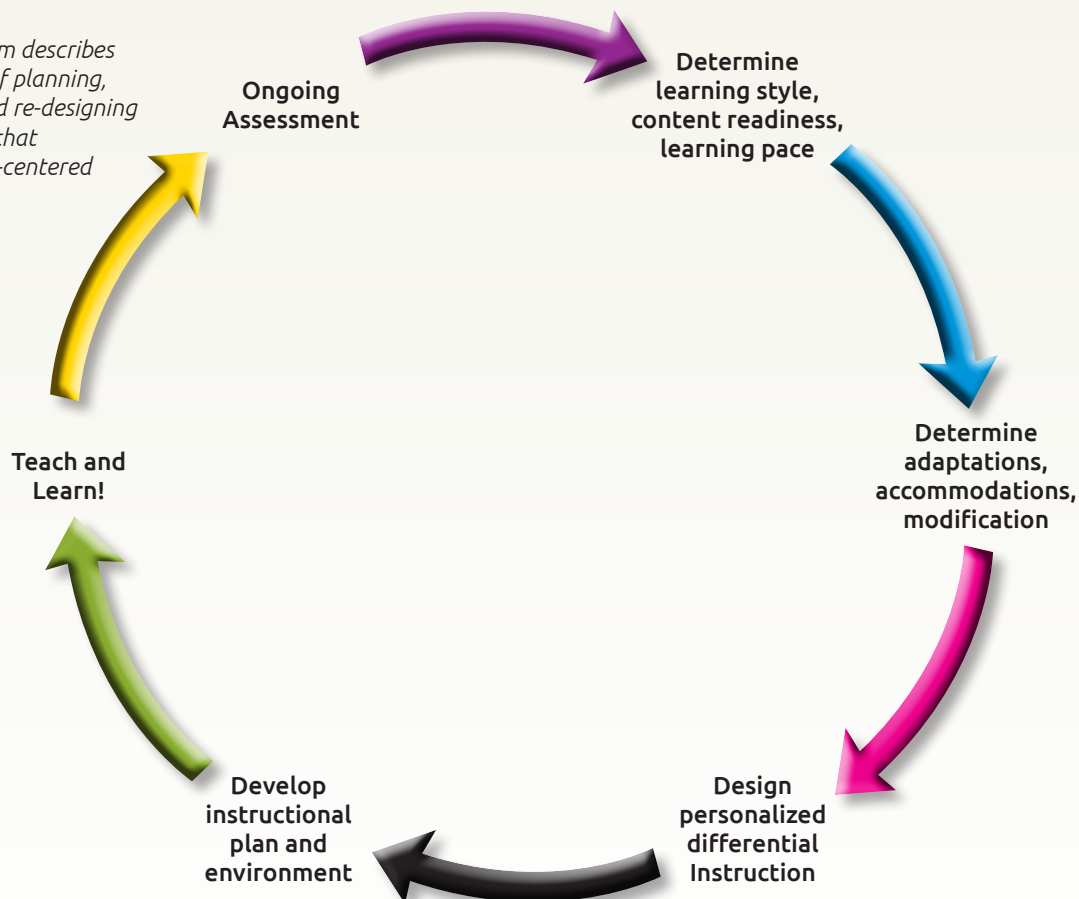 m describes
f planning,
d re-designing
that
-centered
Ongoing
Assessment
Determine
learning style,
content readiness,
learning pace
Determine
adaptations,
accommodations,
modification
Design
personalized
differential
Instruction
Develop
instructional
plan and
environment
Teach and
Learn!